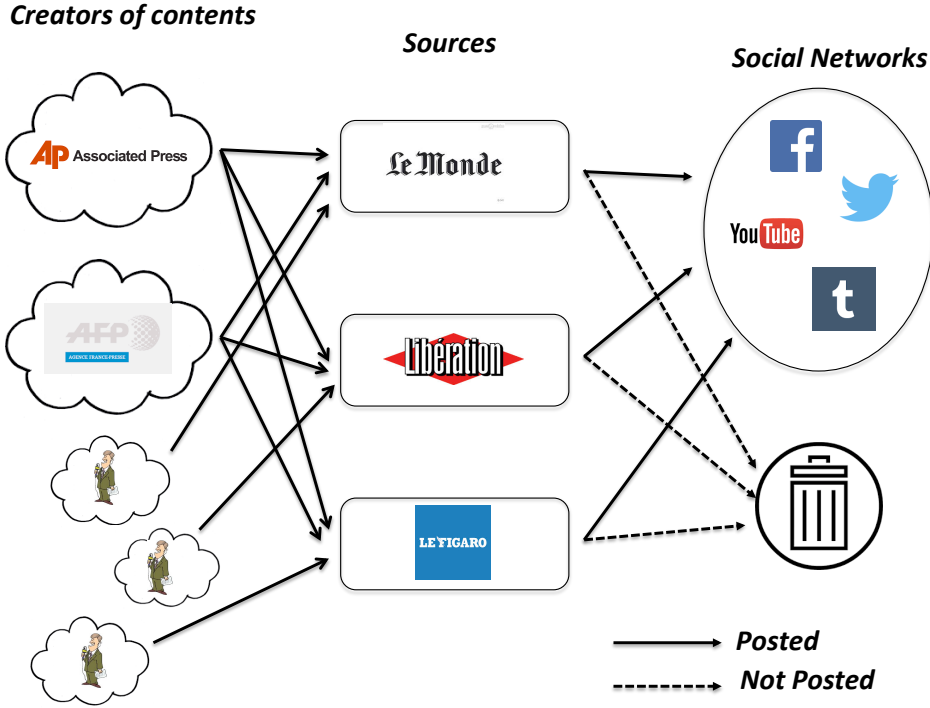 Creators of contents
Sources
Social Networks
AP Associated Press
Le Monde
f
You Tube
AFP
AGENCE FRANCE-PRESSE
t
Libération
LE FIGARO
Posted
Not Posted